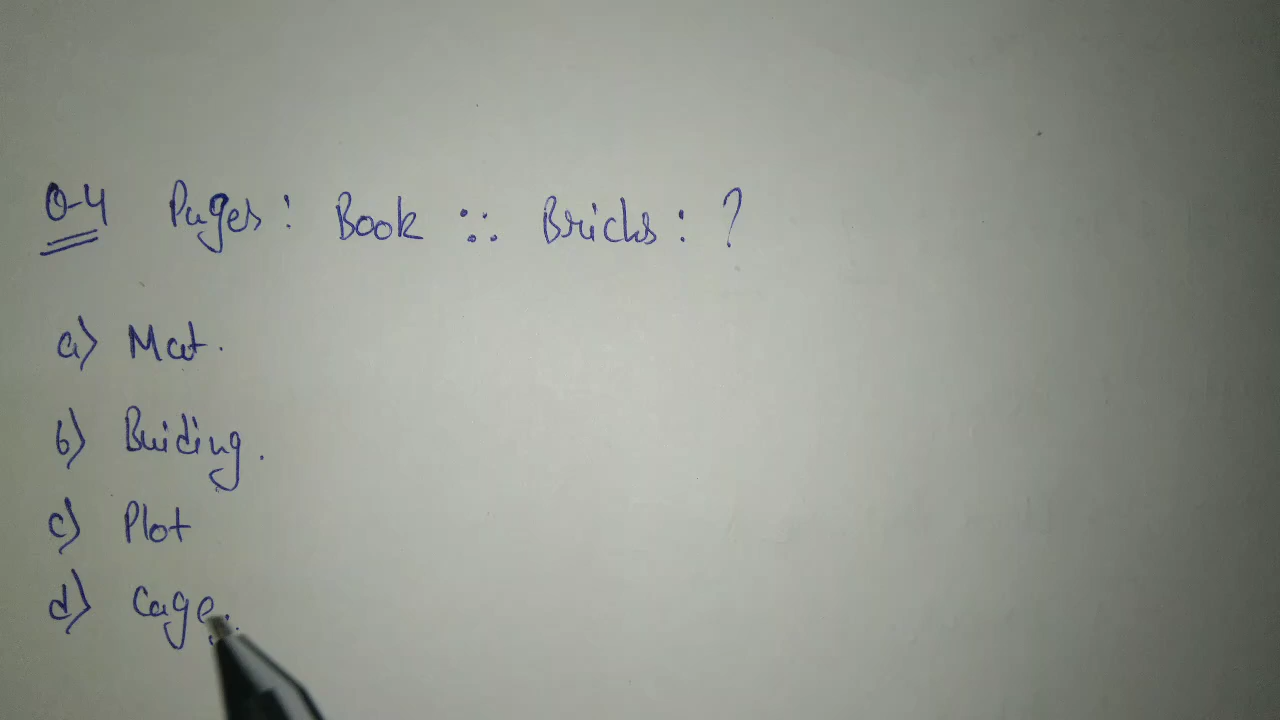 Q-4 Pages : Book :: Bricks : ?
a) Mat.
b) Buiding.
c) Plot
d) Cage.